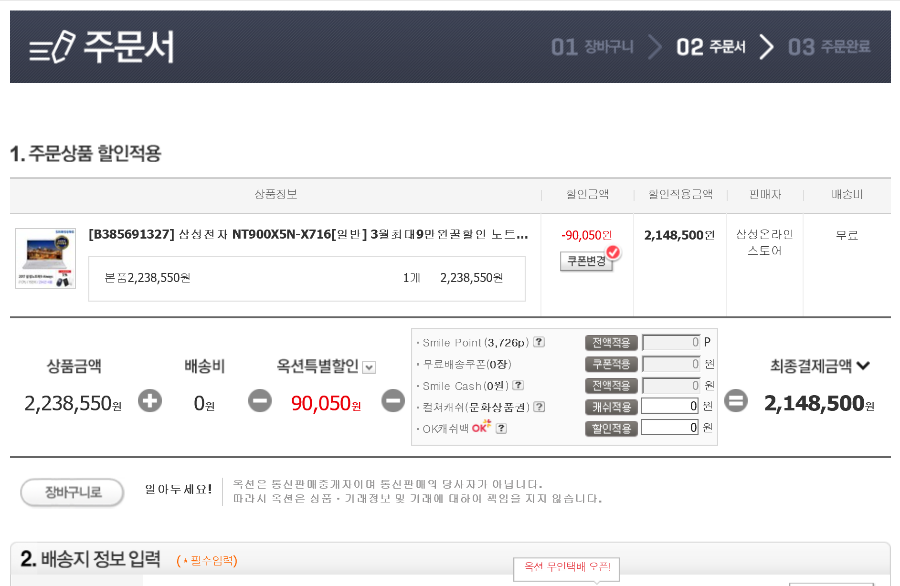 주문서
01 장바구니 02 주문서 03 주문완료
1. 주문상품 할인적용
상품정보 할인금액 할인적용금액 판매자 배송비
[B385691327] 삼성전자 NT900X5N-X716[일반] 3월최대9만원꿀할인 노트... -90,050원 2,148,500원 삼성온라인 무료
스토어
쿠폰변경
본품2,238,550원 1개 2,238,550원
상품금액 배송비 옥션특별할인 최종결제금액
2,238,550원 0원 90,050원 2,148,500원
· Smile Point(3,726p) ? 전액적용 0 P
· 무료배송쿠폰(0장) 쿠폰적용 0 원
· Smile Cash(0원) ? 전액적용 0 원
· 컬쳐캐쉬(문화상품권) ? 캐쉬적용 0 원
· OK캐쉬백 OK ? 할인적용 0 원
장바구니로 알아두세요! 옥션은 통신판매중개자이며 통신판매의 당사자가 아닙니다.
따라서 옥션은 상품·거래정보 및 거래에 대하여 책임을 지지 않습니다.
2. 배송지 정보 입력 (*필수입력)
옥션 무인택배 오픈!